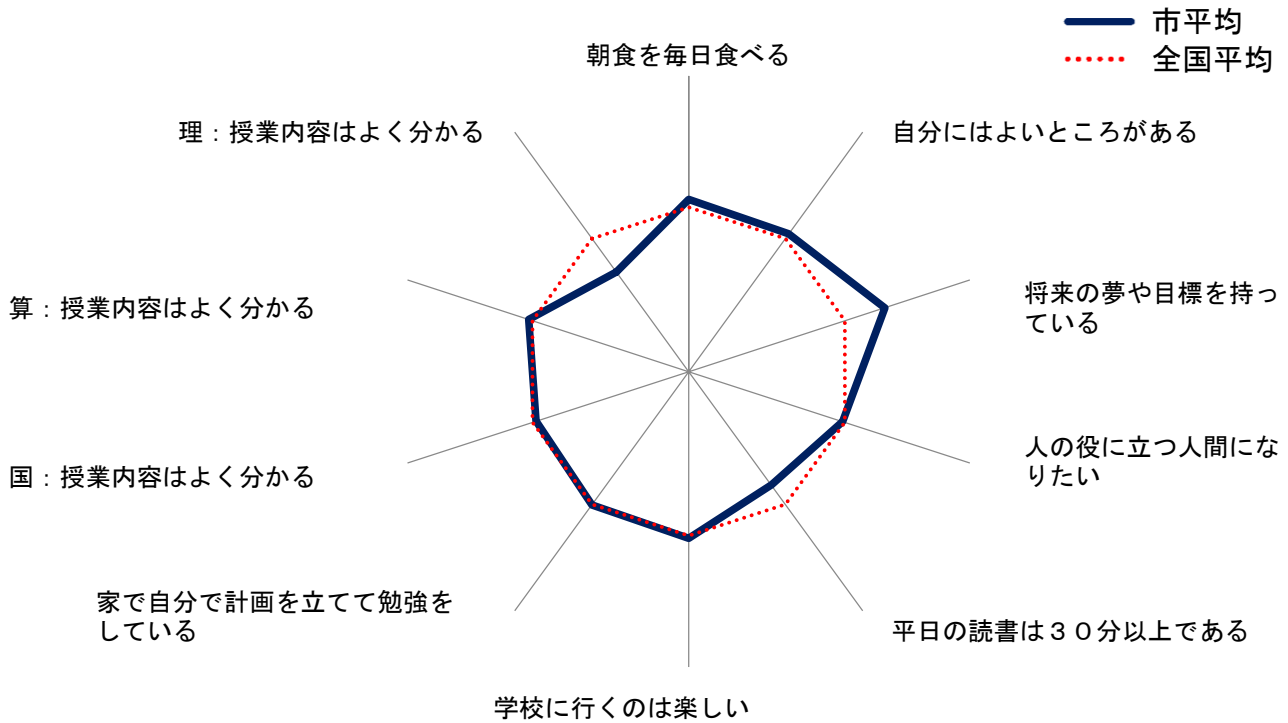 市平均
全国平均
朝食を毎日食べる
自分にはよいところがある
将来の夢や目標を持っ
ている
人の役に立つ人間にな
りたい
平日の読書は３０分以上である
学校に行くのは楽しい
家で自分で計画を立てて勉強を
している
国：授業内容はよく分かる
算：授業内容はよく分かる
理：授業内容はよく分かる